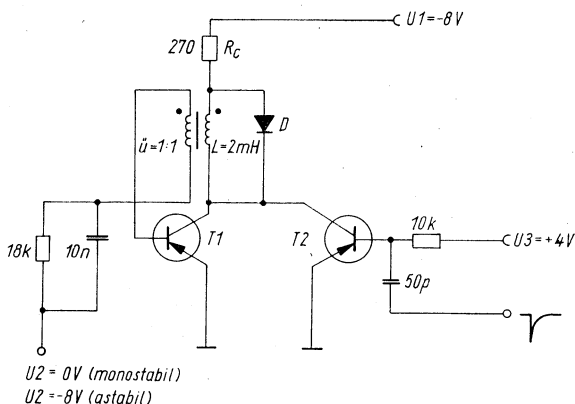 U1=-8V
270 Rc
D
ü=1:1 L=2mH
18k 10n T1 T2 10k U3=+4V
50p
U2 = 0V (monostabil)
U2 = -8V (astabil)